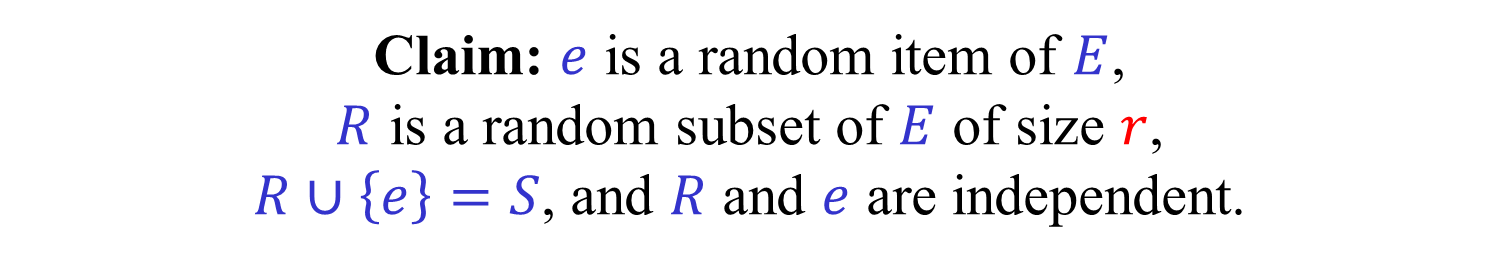 Claim: e is a random item of E,
R is a random subset of E of size r,
R ∪ {e} = S, and R and e are independent.